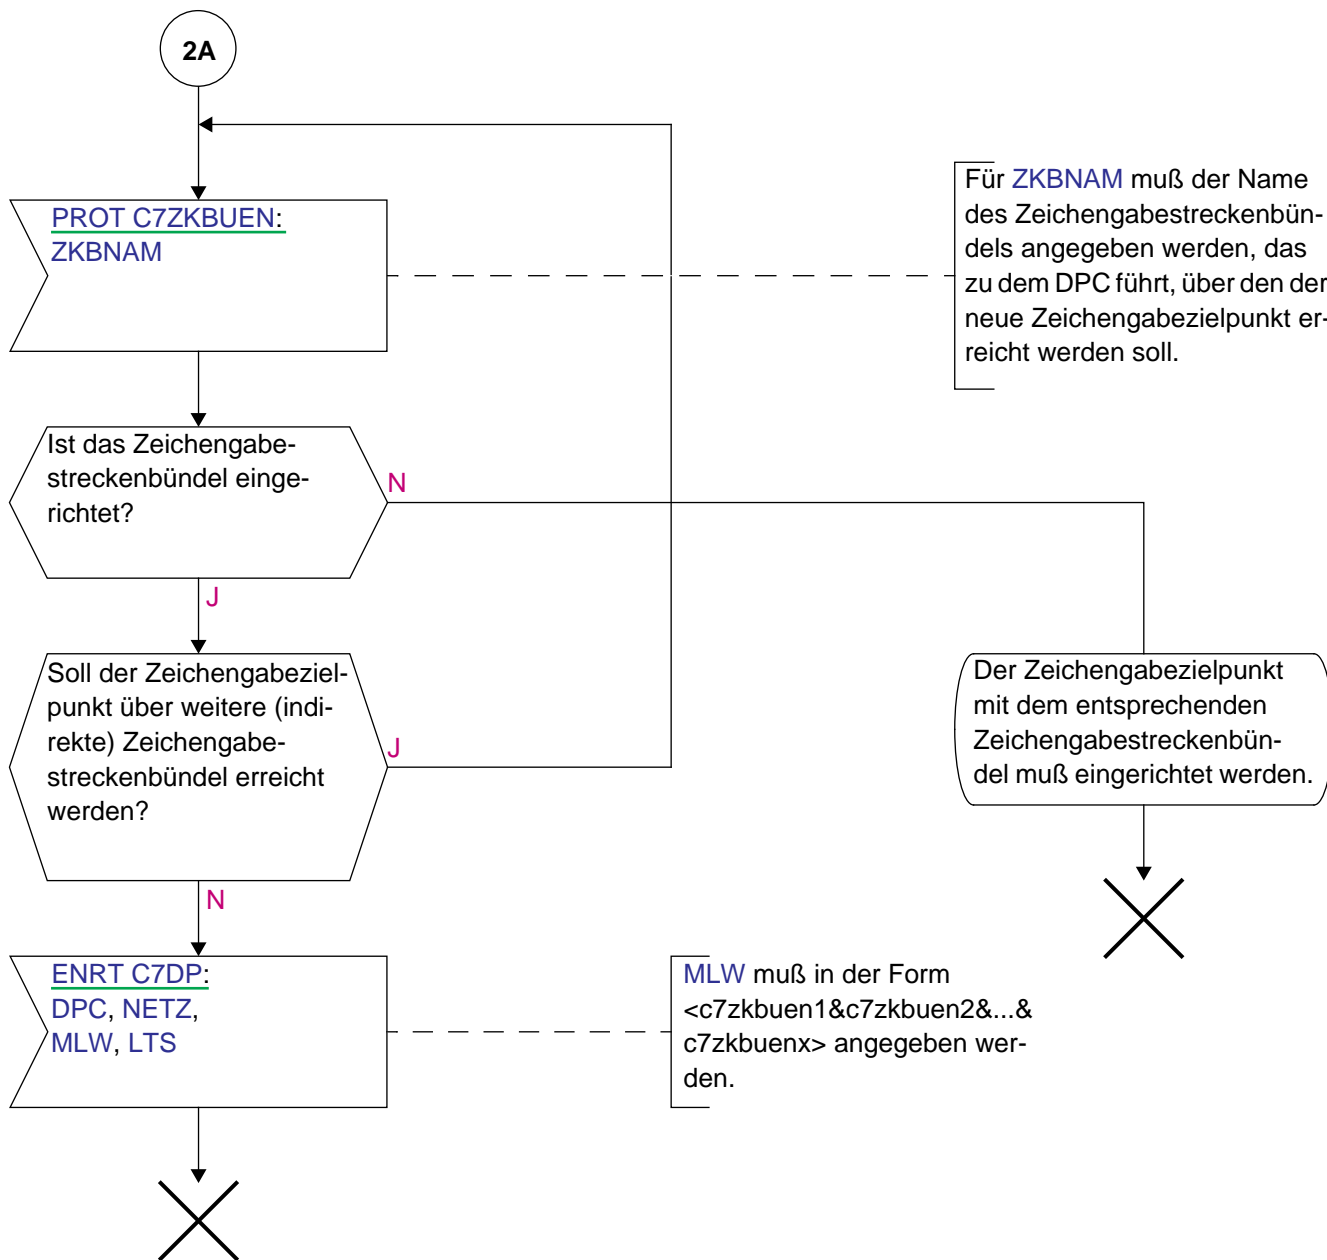 2A
PROT C7ZKBUEN:
ZKBNAM
Für ZKBNAM muß der Name
des Zeichengabestreckenbün-
dels angegeben werden, das
zu dem DPC führt, über den der
neue Zeichengabezielpunkt er-
reicht werden soll.
Ist das Zeichengabe-
streckenbündel einge-
richtet?
N
J
Soll der Zeichengabeziel-
punkt über weitere (indi-
rekte) Zeichengabe-
streckenbündel erreicht
werden?
J
N
Der Zeichengabezielpunkt
mit dem entsprechenden
Zeichengabestreckenbün-
del muß eingerichtet werden.
ENRT C7DP:
DPC, NETZ,
MLW, LTS
MLW muß in der Form
<c7zkbuen1&c7zkbuen2&...&
c7zkbuenx> angegeben wer-
den.